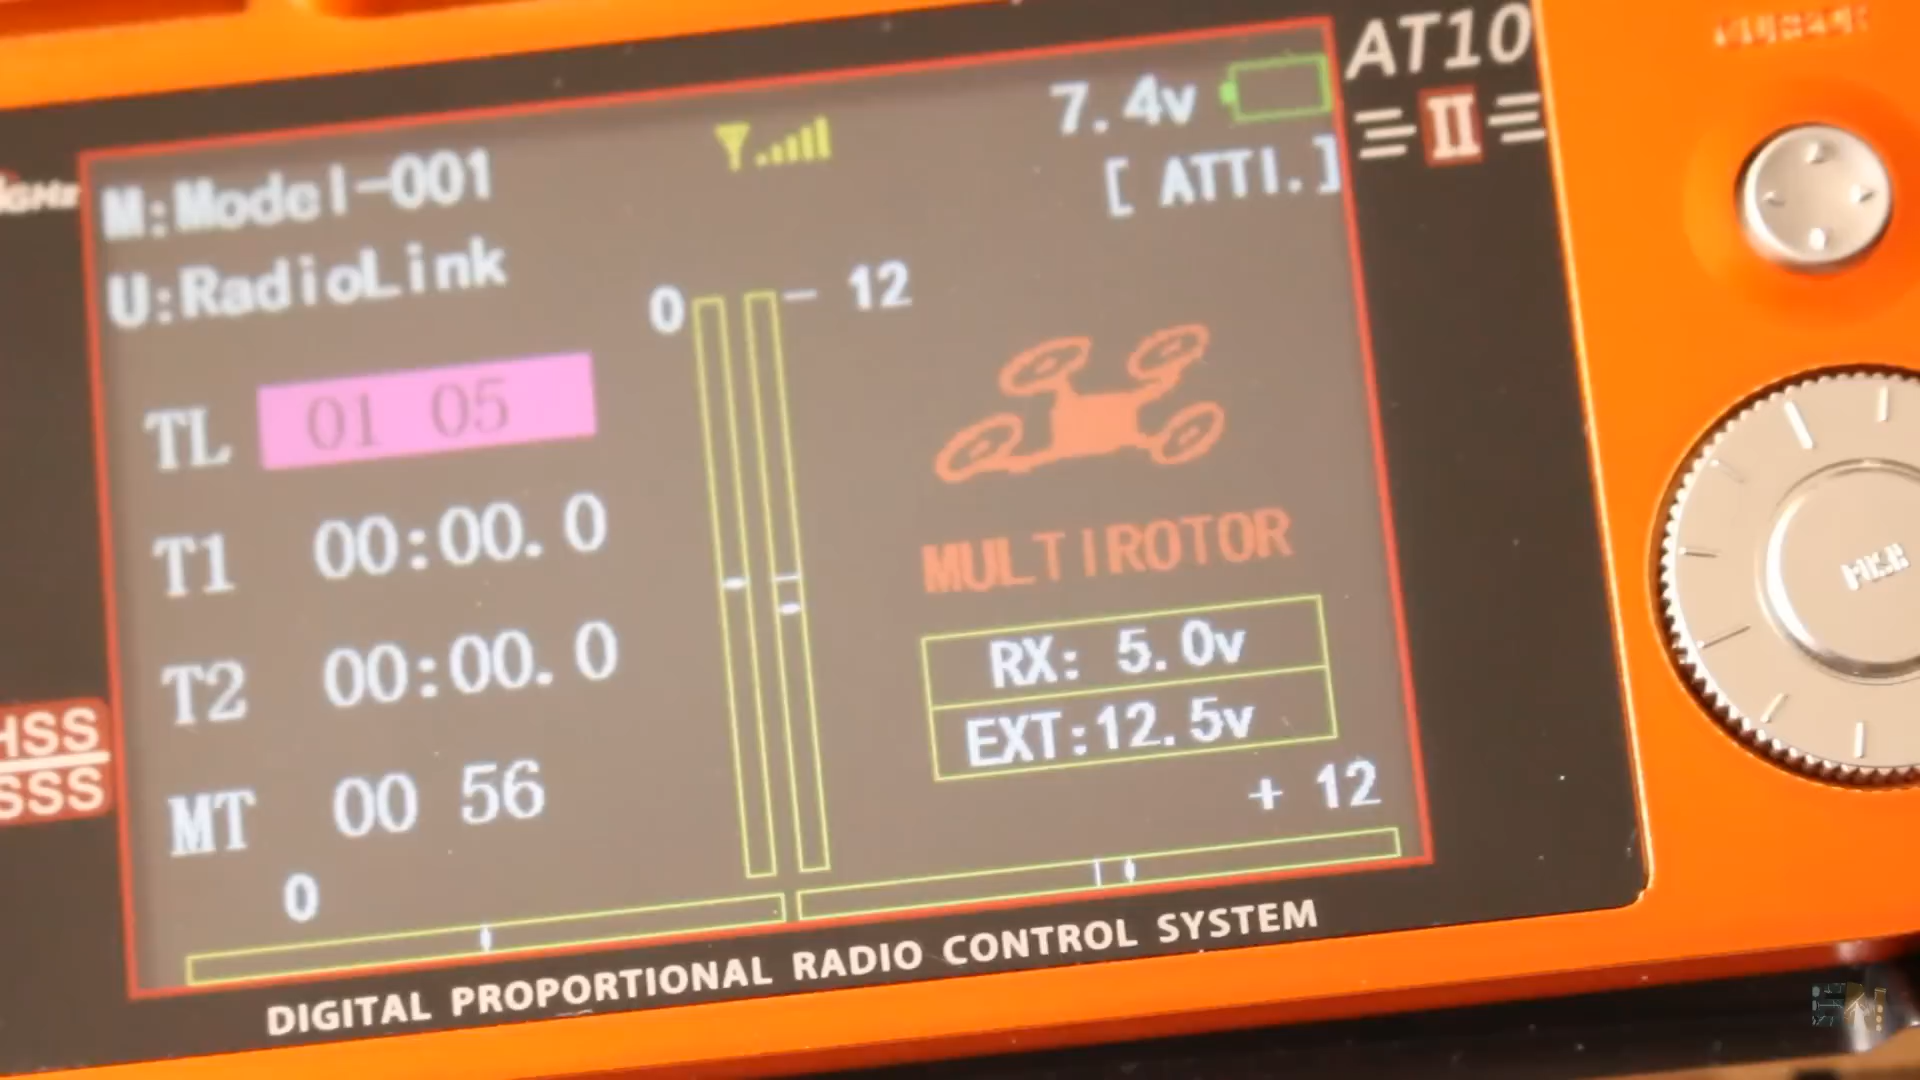 AT10
II
7.4v
M:Model-001
[ ATTI.]
U:RadioLink
0
- 12
TL 01 05
T1 00:00.0
MULTIROTOR
T2 00:00.0
RX: 5.0v
EXT:12.5v
HSS
SSS
MT 00 56
+ 12
0
DIGITAL PROPORTIONAL RADIO CONTROL SYSTEM
PUSH